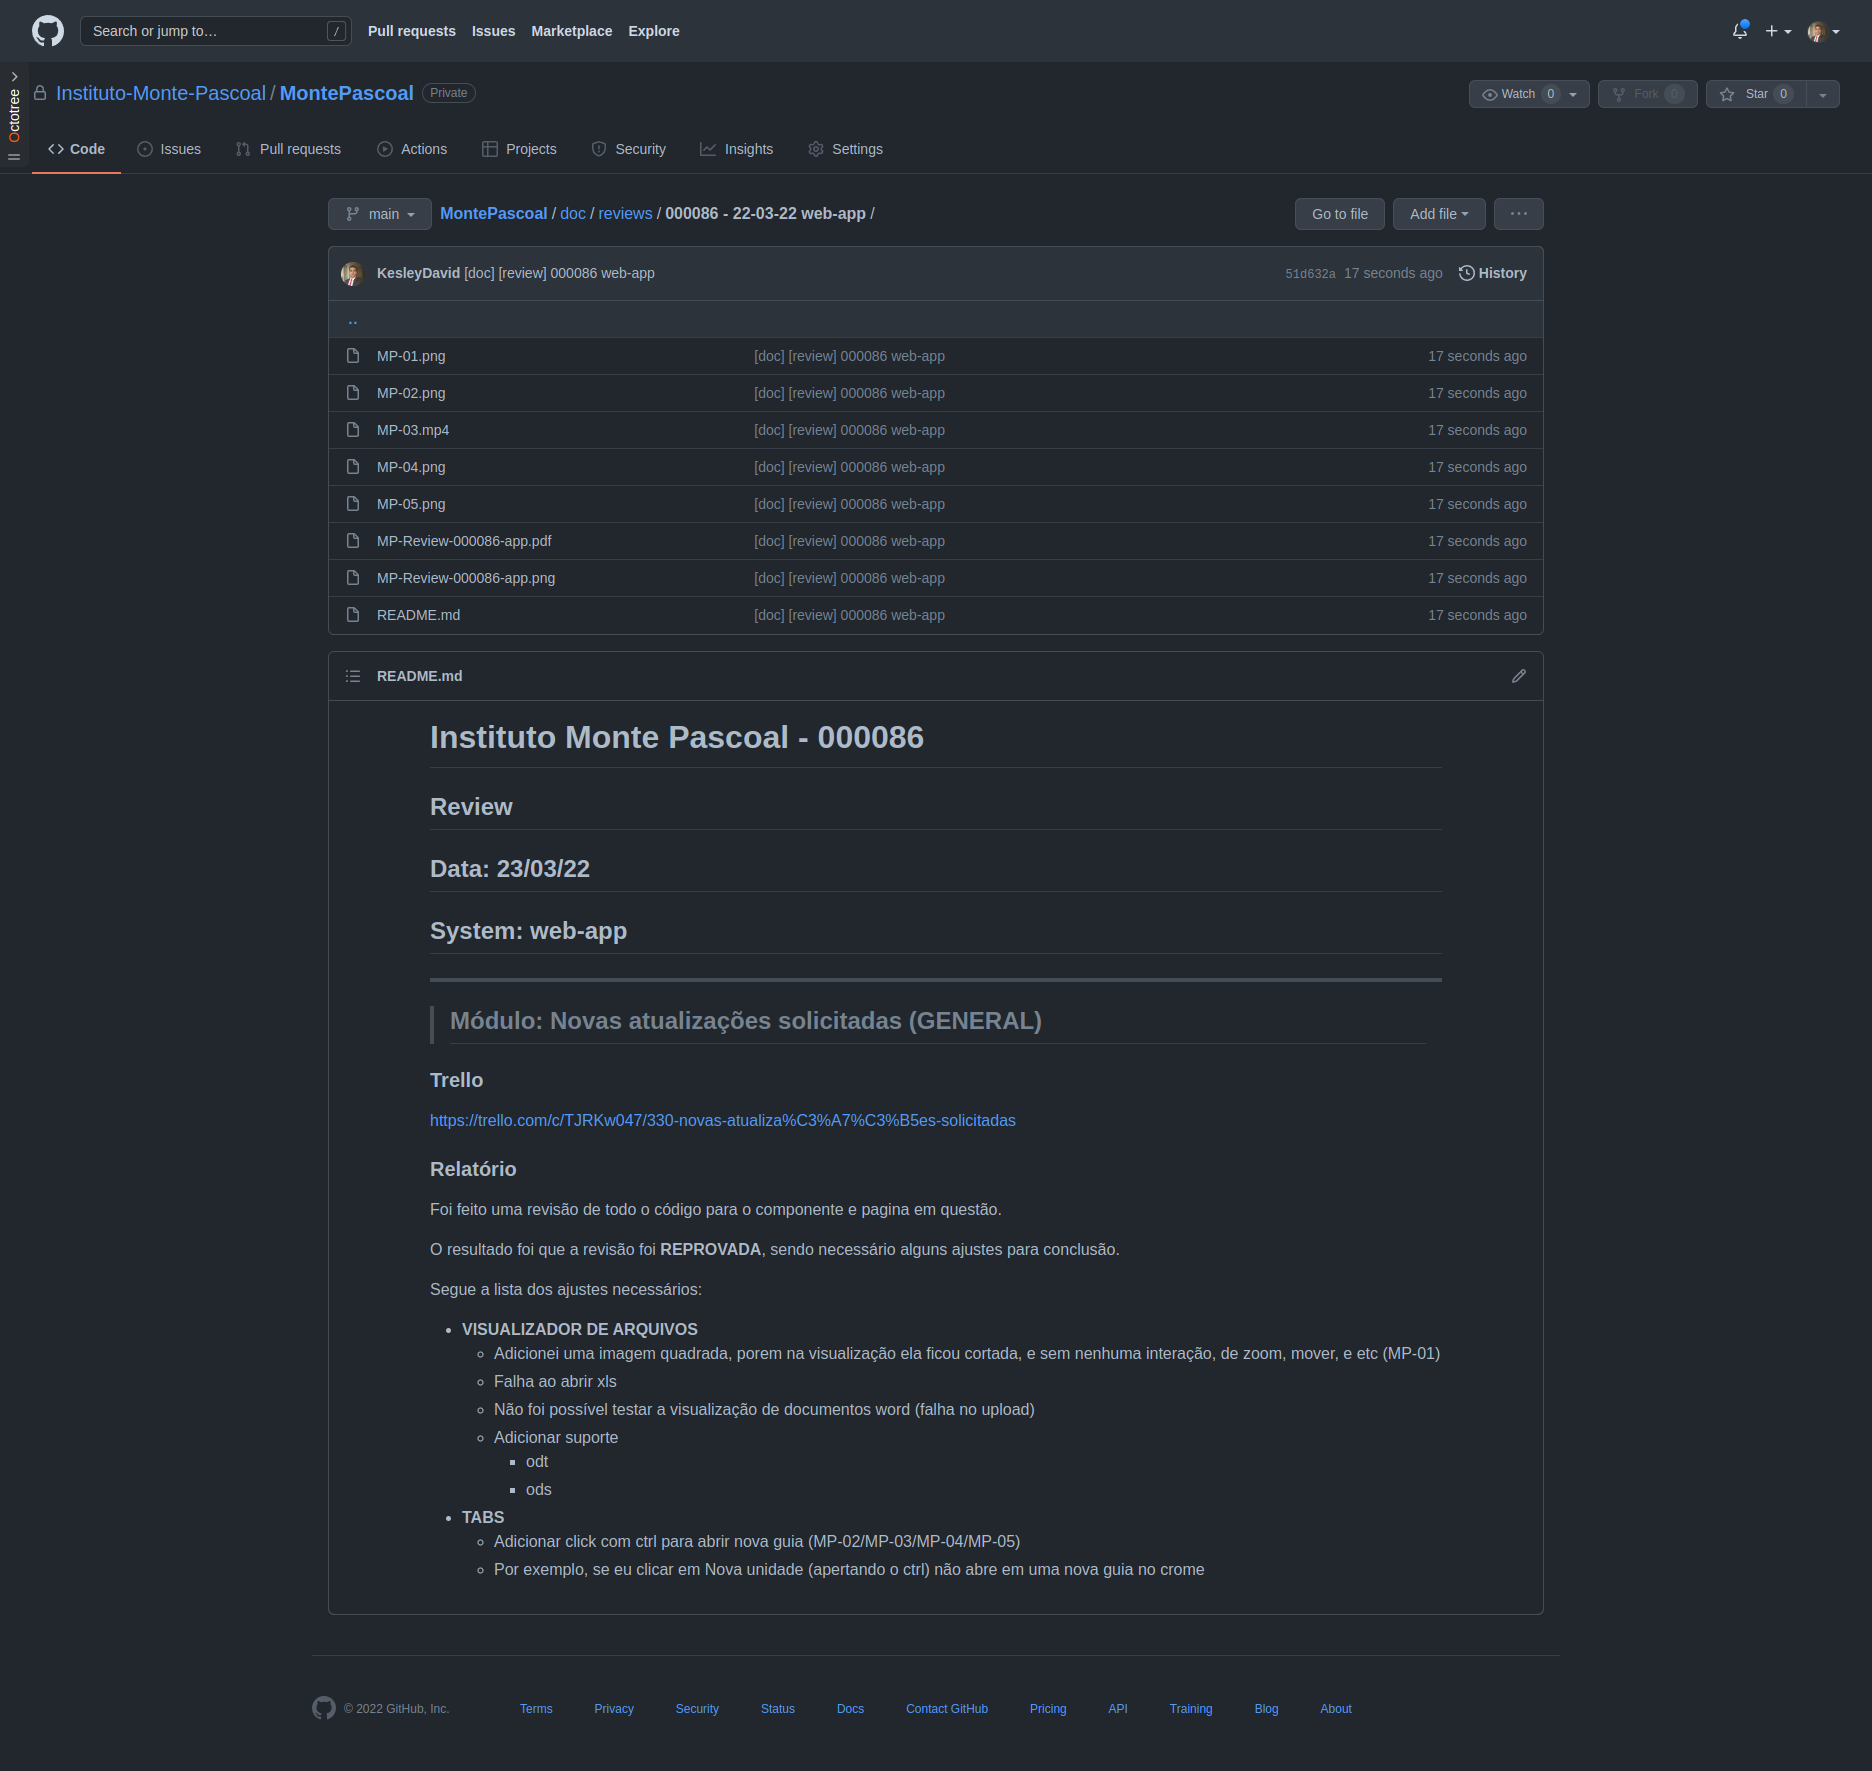 Search or jump to… /
Pull requests Issues Marketplace Explore
Octotree
Instituto-Monte-Pascoal / MontePascoal Private
Watch 0 Fork 0 Star 0
Code Issues Pull requests Actions Projects Security Insights Settings
main MontePascoal / doc / reviews / 000086 - 22-03-22 web-app /
Go to file Add file ...
KesleyDavid [doc] [review] 000086 web-app 51d632a 17 seconds ago History
..
MP-01.png [doc] [review] 000086 web-app 17 seconds ago
MP-02.png [doc] [review] 000086 web-app 17 seconds ago
MP-03.mp4 [doc] [review] 000086 web-app 17 seconds ago
MP-04.png [doc] [review] 000086 web-app 17 seconds ago
MP-05.png [doc] [review] 000086 web-app 17 seconds ago
MP-Review-000086-app.pdf [doc] [review] 000086 web-app 17 seconds ago
MP-Review-000086-app.png [doc] [review] 000086 web-app 17 seconds ago
README.md [doc] [review] 000086 web-app 17 seconds ago
README.md
Instituto Monte Pascoal - 000086
Review
Data: 23/03/22
System: web-app
Módulo: Novas atualizações solicitadas (GENERAL)
Trello
https://trello.com/c/TJRKw047/330-novas-atualiza%C3%A7%C3%B5es-solicitadas
Relatório
Foi feito uma revisão de todo o código para o componente e pagina em questão.
O resultado foi que a revisão foi REPROVADA, sendo necessário alguns ajustes para conclusão.
Segue a lista dos ajustes necessários:
VISUALIZADOR DE ARQUIVOS
Adicionei uma imagem quadrada, porem na visualização ela ficou cortada, e sem nenhuma interação, de zoom, mover, e etc (MP-01)
Falha ao abrir xls
Não foi possível testar a visualização de documentos word (falha no upload)
Adicionar suporte
odt
ods
TABS
Adicionar click com ctrl para abrir nova guia (MP-02/MP-03/MP-04/MP-05)
Por exemplo, se eu clicar em Nova unidade (apertando o ctrl) não abre em uma nova guia no crome
© 2022 GitHub, Inc. Terms Privacy Security Status Docs Contact GitHub Pricing API Training Blog About